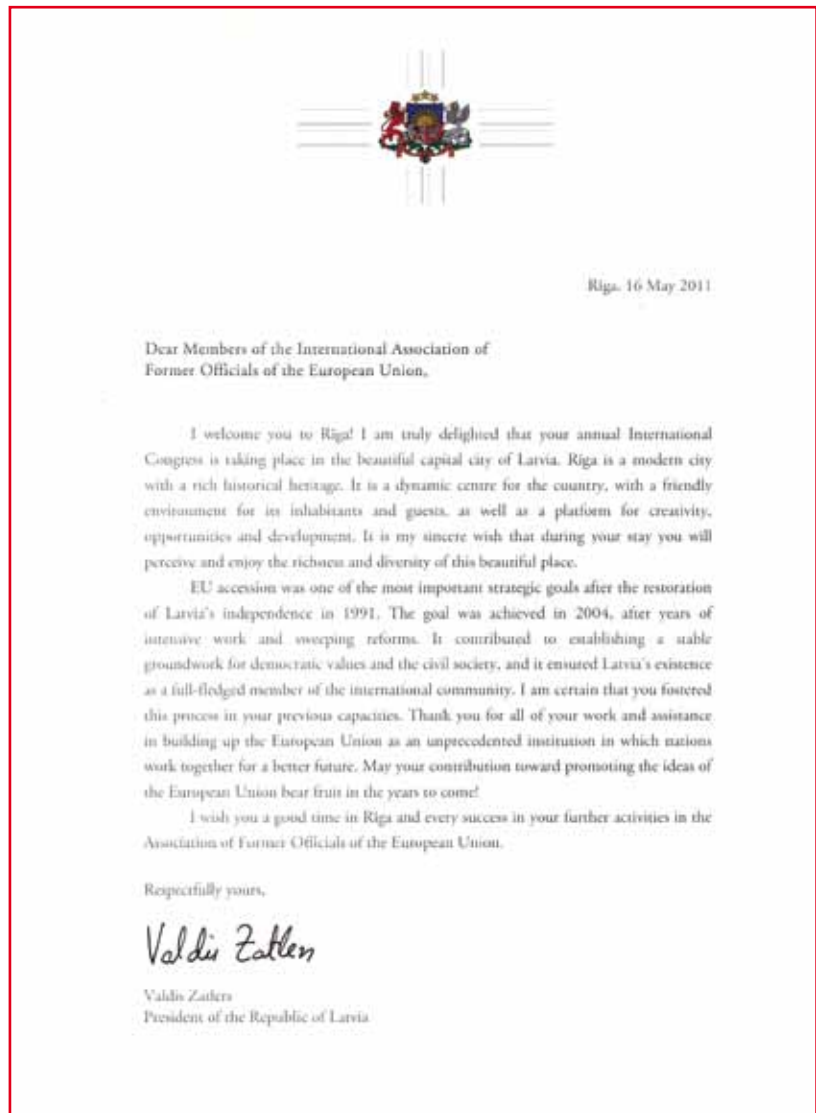 Rīga, 16 May 2011
Dear Members of the International Association of
Former Officials of the European Union,
I welcome you to Rīga! I am truly delighted that your annual International
Congress is taking place in the beautiful capital city of Latvia. Rīga is a modern city
with a rich historical heritage. It is a dynamic centre for the country, with a friendly
environment for its inhabitants and guests, as well as a platform for creativity,
opportunities and development. It is my sincere wish that during your stay you will
perceive and enjoy the richness and diversity of this beautiful place.
EU accession was one of the most important strategic goals after the restoration
of Latvia's independence in 1991. The goal was achieved in 2004, after years of
intensive work and sweeping reforms. It contributed to establishing a stable
groundwork for democratic values and the civil society, and it ensured Latvia's existence
as a full-fledged member of the international community. I am certain that you fostered
this process in your previous capacities. Thank you for all of your work and assistance
in building up the European Union as an unprecedented institution in which nations
work together for a better future. May your contribution toward promoting the ideas of
the European Union bear fruit in the years to come!
I wish you a good time in Rīga and every success in your further activities in the
Association of Former Officials of the European Union.
Respectfully yours,
Valdis Zatlers
Valdis Zatlers
President of the Republic of Latvia